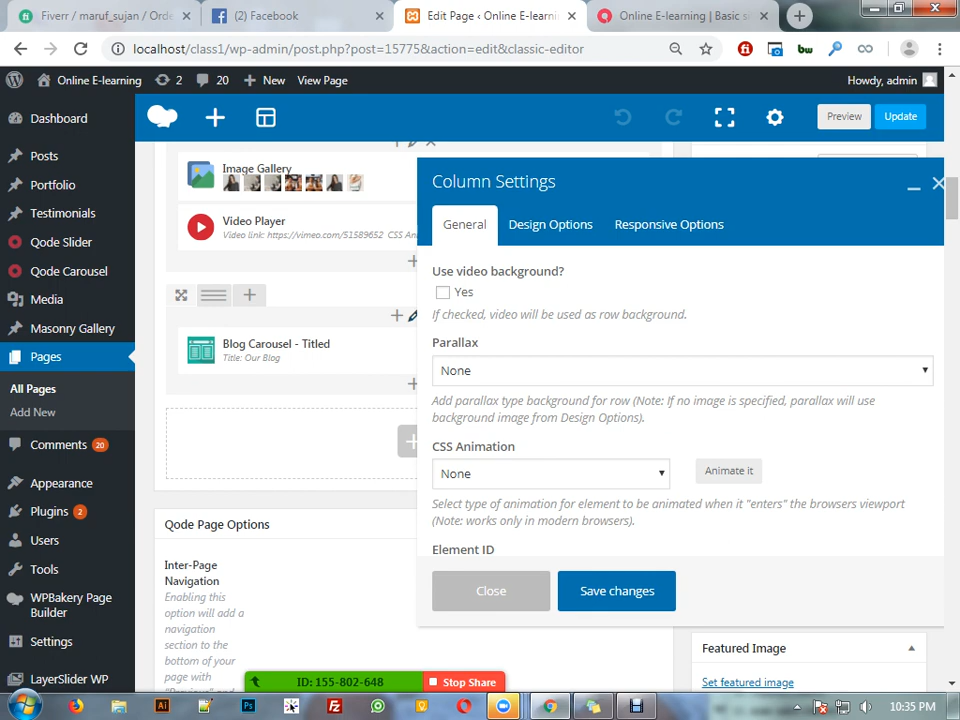 Fiverr / maruf_sujan / Orde
(2) Facebook
Edit Page ‹ Online E-learnin
Online E-learning | Basic s
localhost/class1/wp-admin/post.php?post=15775&action=edit&classic-editor
Online E-learning
2
20
New
View Page
Howdy, admin
Dashboard
Posts
Portfolio
Testimonials
Qode Slider
Qode Carousel
Media
Masonry Gallery
Pages
All Pages
Add New
Comments 20
Appearance
Plugins 2
Users
Tools
WPBakery Page
Builder
Settings
LayerSlider WP
Preview
Update
Image Gallery
Video Player
Video link: https://vimeo.com/51589652 CSS Ani
Blog Carousel - Titled
Title: Our Blog
Qode Page Options
Inter-Page
Navigation
Enabling this
option will add a
navigation
section to the
bottom of your
page with
Column Settings
General
Design Options
Responsive Options
Use video background?
Yes
If checked, video will be used as row background.
Parallax
None
Add parallax type background for row (Note: If no image is specified, parallax will use
background image from Design Options).
CSS Animation
None
Animate it
Select type of animation for element to be animated when it "enters" the browsers viewport
(Note: works only in modern browsers).
Element ID
Close
Save changes
Featured Image
Set featured image
ID: 155-802-648
Stop Share
10:35 PM